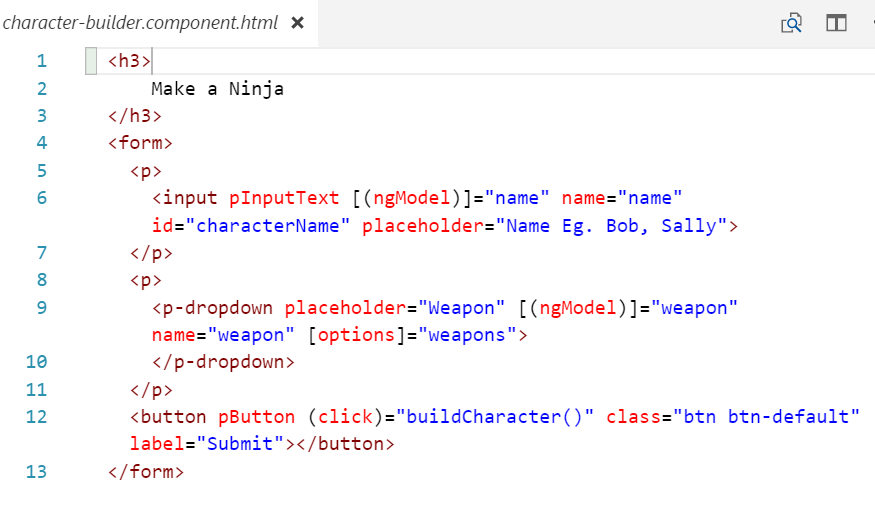 character-builder.component.html
1 <h3>
2 Make a Ninja
3 </h3>
4 <form>
5 <p>
6 <input pInputText [(ngModel)]="name" name="name"
id="characterName" placeholder="Name Eg. Bob, Sally">
7 </p>
8 <p>
9 <p-dropdown placeholder="Weapon" [(ngModel)]="weapon"
name="weapon" [options]="weapons">
10 </p-dropdown>
11 </p>
12 <button pButton (click)="buildCharacter()" class="btn btn-default"
label="Submit"></button>
13 </form>